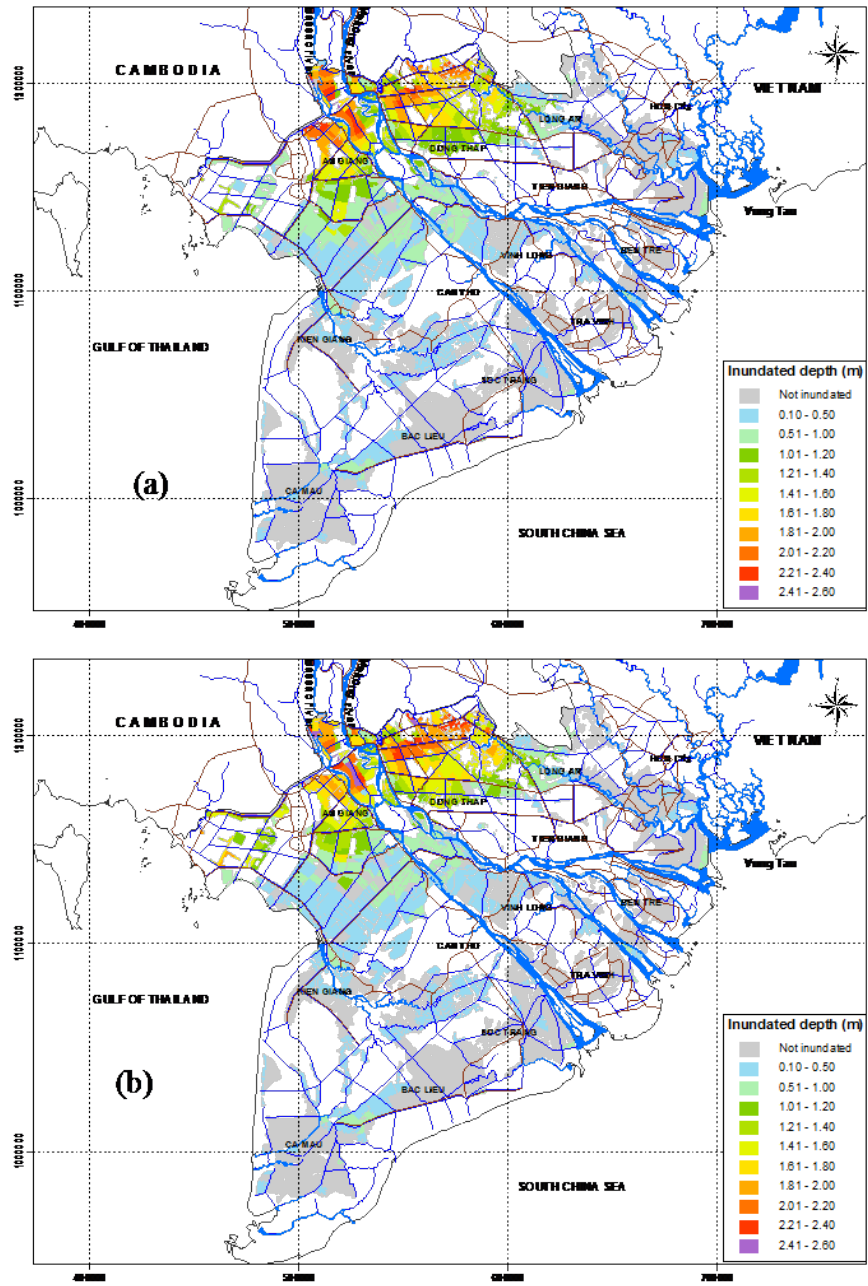 CAMBODIA
VIETNAM
LONG AN
DONG THAP
AN GIANG
TIEN GIANG
Vung Tau
BEN TRE
VINH LONG
CAN THO
TRA VINH
GULF OF THAILAND
KIEN GIANG
SOC TRANG
BAC LIEU
(a)
CA MAU
SOUTH CHINA SEA
1100000
1000000
Inundated depth (m)
Not inundated
0.10 - 0.50
0.51 - 1.00
1.01 - 1.20
1.21 - 1.40
1.41 - 1.60
1.61 - 1.80
1.81 - 2.00
2.01 - 2.20
2.21 - 2.40
2.41 - 2.60
CAMBODIA
VIETNAM
LONG AN
DONG THAP
AN GIANG
TIEN GIANG
Vung Tau
BEN TRE
VINH LONG
CAN THO
TRA VINH
GULF OF THAILAND
KIEN GIANG
SOC TRANG
BAC LIEU
(b)
CA MAU
SOUTH CHINA SEA
1100000
1000000
Inundated depth (m)
Not inundated
0.10 - 0.50
0.51 - 1.00
1.01 - 1.20
1.21 - 1.40
1.41 - 1.60
1.61 - 1.80
1.81 - 2.00
2.01 - 2.20
2.21 - 2.40
2.41 - 2.60